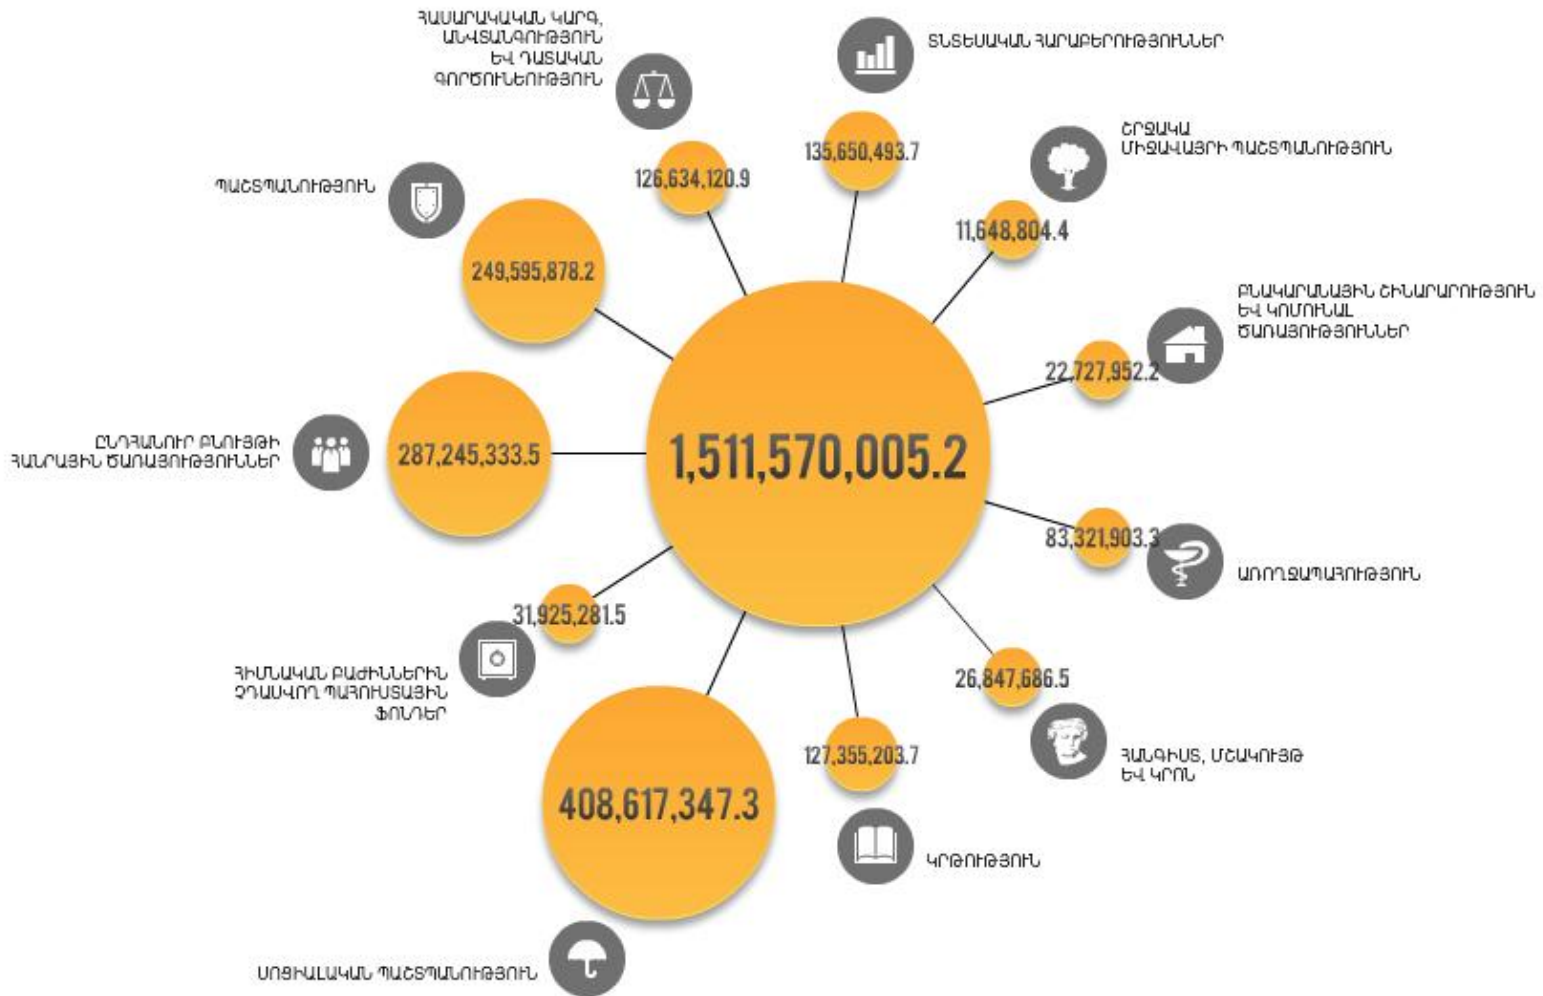 ՀԱՍԱՐԱԿԱԿԱՆ ԿԱՐԳ,
ԱՆՎՏԱՆԳՈՒԹՅՈՒՆ
ԵՎ ԴԱՏԱԿԱՆ
ԳՈՐԾՈՒՆԵՈՒԹՅՈՒՆ
126,634,120.9
ՏՆՏԵՍԱԿԱՆ ՀԱՐԱԲԵՐՈՒԹՅՈՒՆՆԵՐ
135,650,493.7
ՇՐՋԱԿԱ
ՄԻՋԱՎԱՅՐԻ ՊԱՇՏՊԱՆՈՒԹՅՈՒՆ
11,648,804.4
ՊԱՇՏՊԱՆՈՒԹՅՈՒՆ
249,595,878.2
ԲՆԱԿԱՐԱՆԱՅԻՆ ՇԻՆԱՐԱՐՈՒԹՅՈՒՆ
ԵՎ ԿՈՄՈՒՆԱԼ
ԾԱՌԱՅՈՒԹՅՈՒՆՆԵՐ
22,727,952.2
ԸՆԴՀԱՆՈՒՐ ԲՆՈՒՅԹԻ
ՀԱՆՐԱՅԻՆ ԾԱՌԱՅՈՒԹՅՈՒՆՆԵՐ
287,245,333.5
1,511,570,005.2
83,321,903.3
ԱՌՈՂՋԱՊԱՀՈՒԹՅՈՒՆ
31,925,281.5
ՀԻՄՆԱԿԱՆ ԲԱԺԻՆՆԵՐԻՆ
ՉԴԱՍՎՈՂ ՊԱՀՈՒՍՏԱՅԻՆ
ՖՈՆԴԵՐ
26,847,686.5
ՀԱՆԳԻՍՏ, ՄՇԱԿՈՒՅԹ
ԵՎ ԿՐՈՆ
127,355,203.7
ԿՐԹՈՒԹՅՈՒՆ
408,617,347.3
ՍՈՑԻԱԼԱԿԱՆ ՊԱՇՏՊԱՆՈՒԹՅՈՒՆ